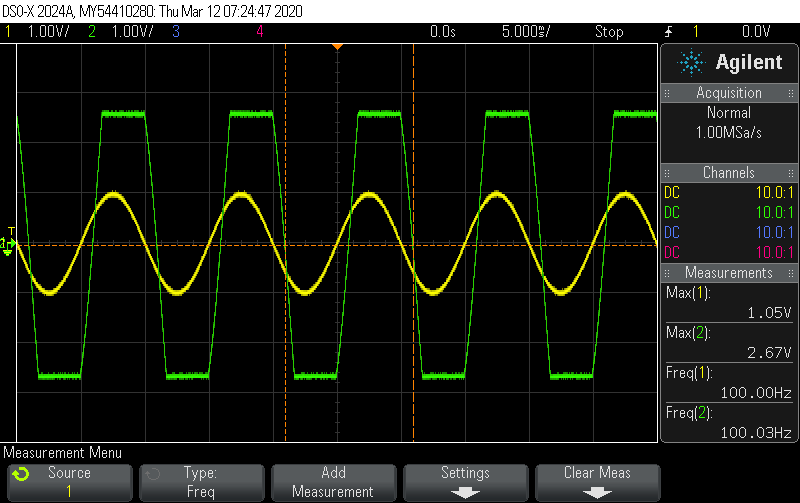 DSO-X 2024A, MY54410280: Thu Mar 12 07:24:47 2020
1 1.00V/ 2 1.00V/ 3 4 0.0s 5.000ms/ Stop 1 0.0V
Agilent
Acquisition
Normal
1.00MSa/s
Channels
DC 10.0:1
DC 10.0:1
DC 10.0:1
DC 10.0:1
Measurements
Max(1):
1.05V
Max(2):
2.67V
Freq(1):
100.00Hz
Freq(2):
100.03Hz
T
Measurement Menu
Source
1
Type:
Freq
Add
Measurement
Settings
Clear Meas